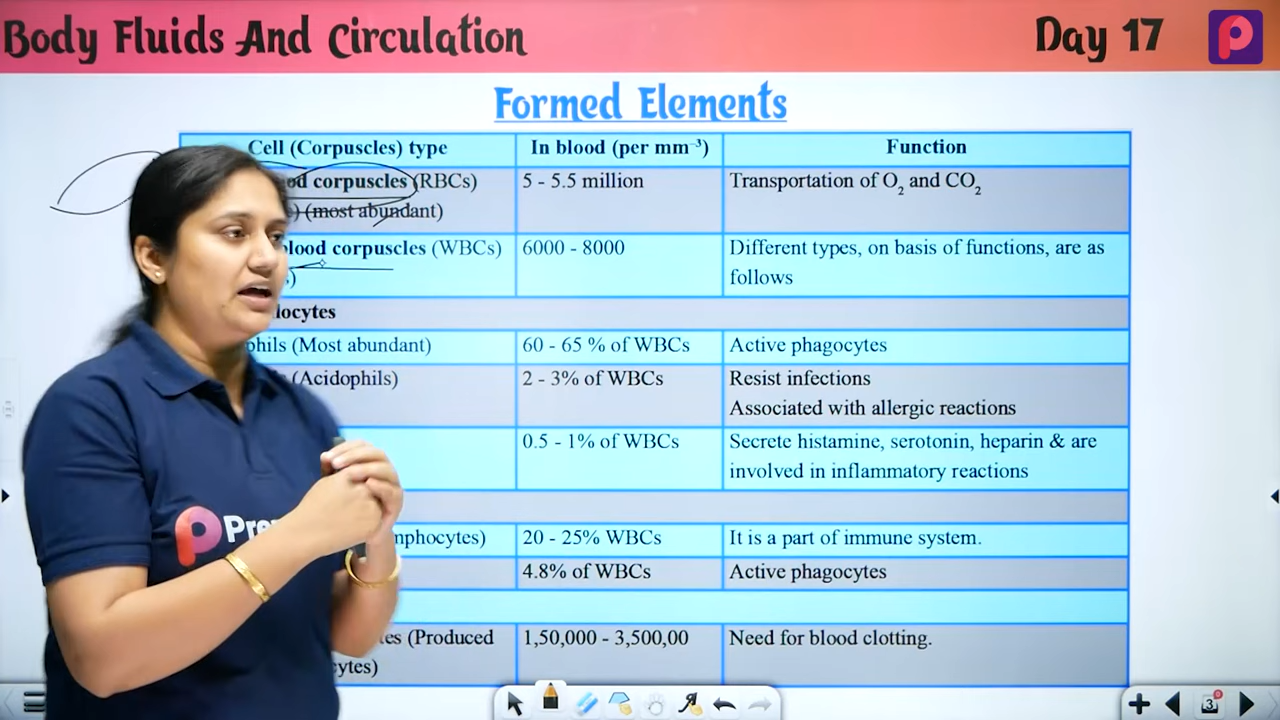 Body Fluids And Circulation
Day 17
Formed Elements
Cell (Corpuscles) type
In blood (per mm⁻³)
Function
od corpuscles (RBCs)
) (most abundant)
5 - 5.5 million
Transportation of O₂ and CO₂
lood corpuscles (WBCs)
s)
6000 - 8000
Different types, on basis of functions, are as
follows
locytes
phils (Most abundant)
60 - 65 % of WBCs
Active phagocytes
(Acidophils)
2 - 3% of WBCs
Resist infections
Associated with allergic reactions
0.5 - 1% of WBCs
Secrete histamine, serotonin, heparin & are
involved in inflammatory reactions
mphocytes)
20 - 25% WBCs
It is a part of immune system.
4.8% of WBCs
Active phagocytes
tes (Produced
ytes)
1,50,000 - 3,500,00
Need for blood clotting.
Pre
3